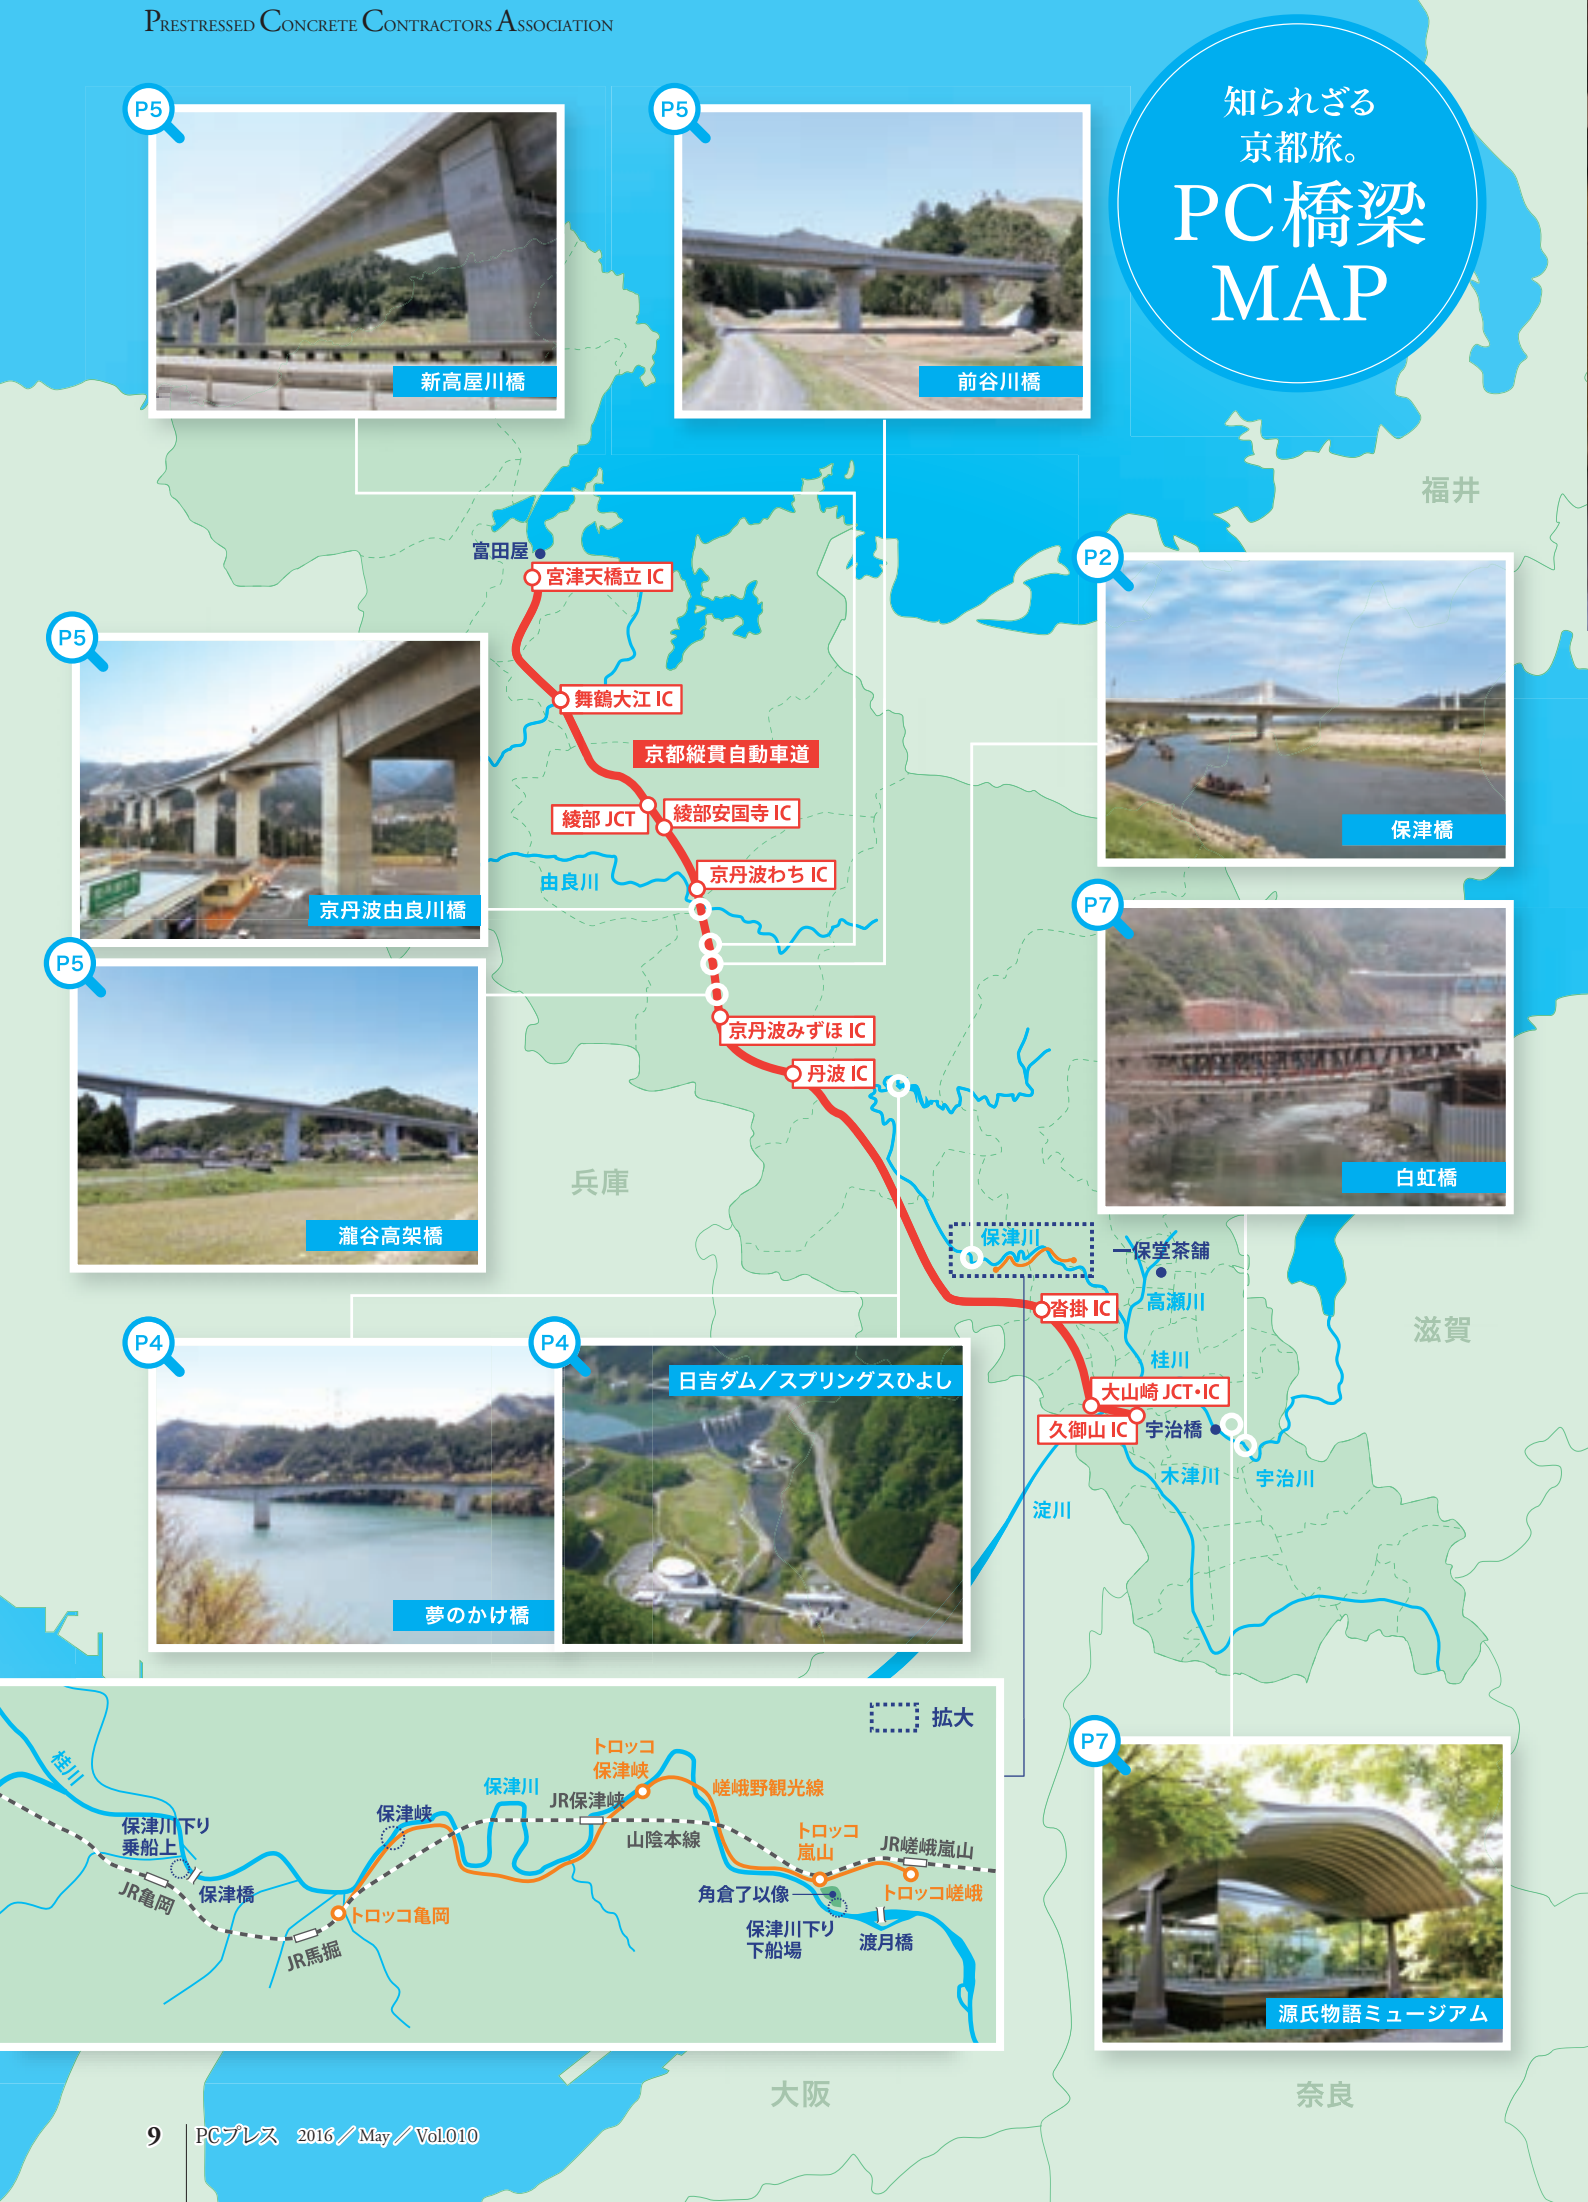 PRESTRESSED CONCRETE CONTRACTORS ASSOCIATION
知られざる
京都旅。
PC橋梁
MAP
P5
新高屋川橋
P5
前谷川橋
福井
富田屋
宮津天橋立 IC
P2
保津橋
P5
京丹波由良川橋
舞鶴大江 IC
京都縦貫自動車道
綾部 JCT
綾部安国寺 IC
京丹波わち IC
由良川
P7
白虹橋
P5
瀧谷高架橋
京丹波みずほ IC
丹波 IC
兵庫
保津川
一保堂茶舗
高瀬川
沓掛 IC
滋賀
桂川
大山崎 JCT・IC
久御山 IC
宇治橋
木津川
宇治川
淀川
P4
夢のかけ橋
P4
日吉ダム／スプリングスひよし
拡大
桂川
保津川下り
乗船上
JR亀岡
保津橋
保津峡
トロッコ亀岡
JR馬堀
保津川
JR保津峡
トロッコ
保津峡
嵯峨野観光線
山陰本線
トロッコ
嵐山
JR嵯峨嵐山
トロッコ嵯峨
角倉了以像
保津川下り
下船場
渡月橋
P7
源氏物語ミュージアム
大阪
奈良
9
PCプレス 2016／May／Vol.010